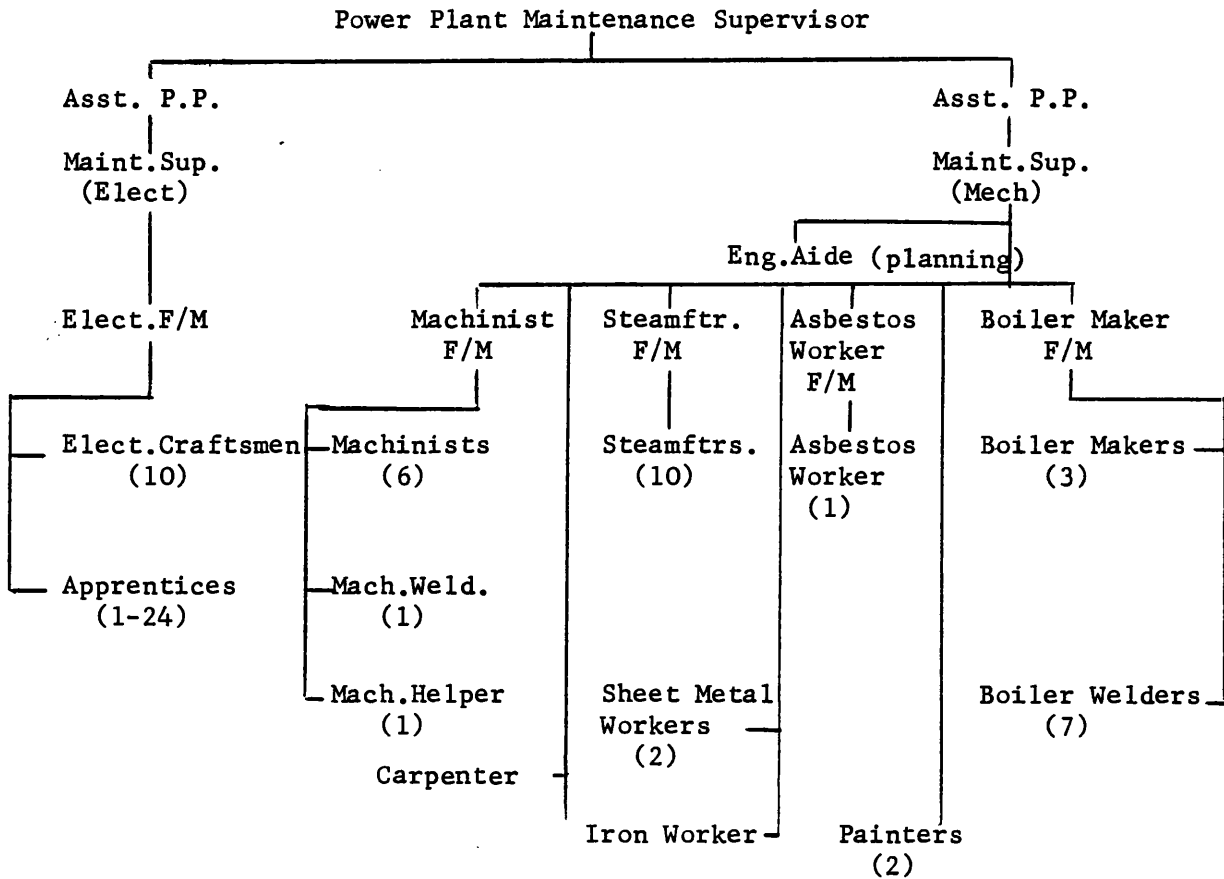 Power Plant Maintenance Supervisor
Asst. P.P.
Asst. P.P.
Maint.Sup.
(Elect)
Maint.Sup.
(Mech)
Eng.Aide (planning)
Elect.F/M
Machinist
F/M
Steamftr.
F/M
Asbestos
Worker
F/M
Boiler Maker
F/M
Elect.Craftsmen
(10)
Machinists
(6)
Steamftrs.
(10)
Asbestos
Worker
(1)
Boiler Makers
(3)
Apprentices
(1-24)
Mach.Weld.
(1)
Mach.Helper
(1)
Sheet Metal
Workers
(2)
Boiler Welders
(7)
Carpenter
Iron Worker
Painters
(2)